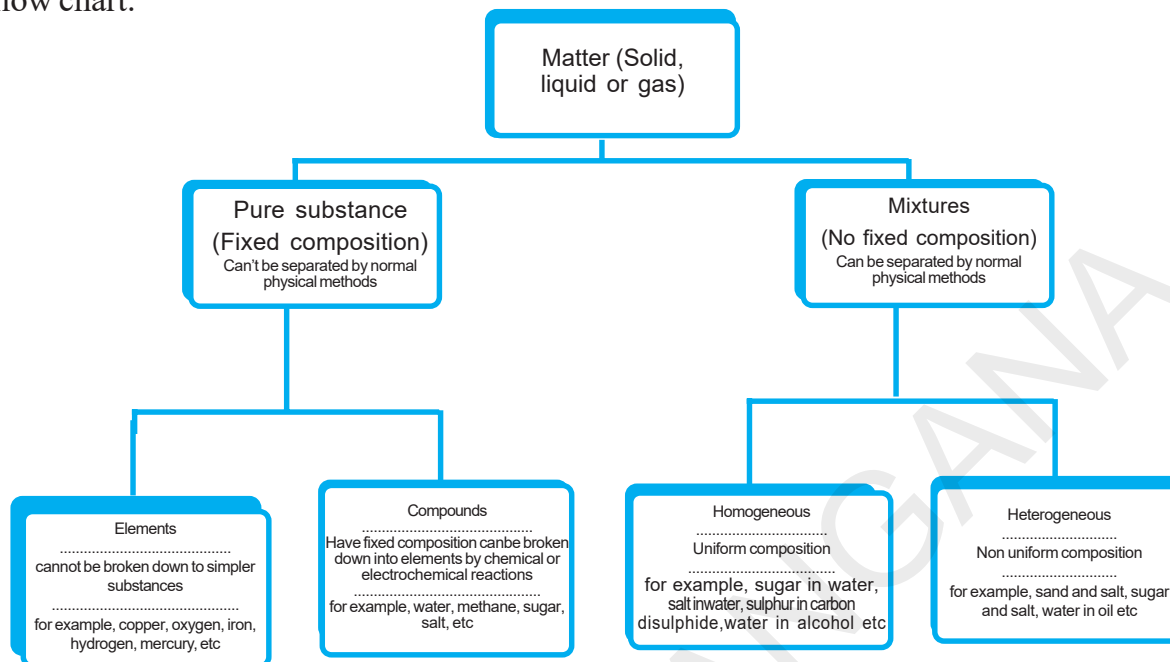 flow chart.
Matter (Solid,
liquid or gas)
Pure substance
(Fixed composition)
Can't be separated by normal
physical methods
Mixtures
(No fixed composition)
Can be separated by normal
physical methods
Elements
..........................................
cannot be broken down to simpler
substances
..............................................
for example, copper, oxygen, iron,
hydrogen, mercury, etc
Compounds
..........................................
Have fixed composition canbe broken
down into elements by chemical or
electrochemical reactions
.......................................
for example, water, methane, sugar,
salt, etc
Homogeneous
................................
Uniform composition
....................................
for example, sugar in water,
salt inwater, sulphur in carbon
disulphide,water in alcohol etc
Heterogeneous
............................
Non uniform composition
............................
for example, sand and salt, sugar
and salt, water in oil etc